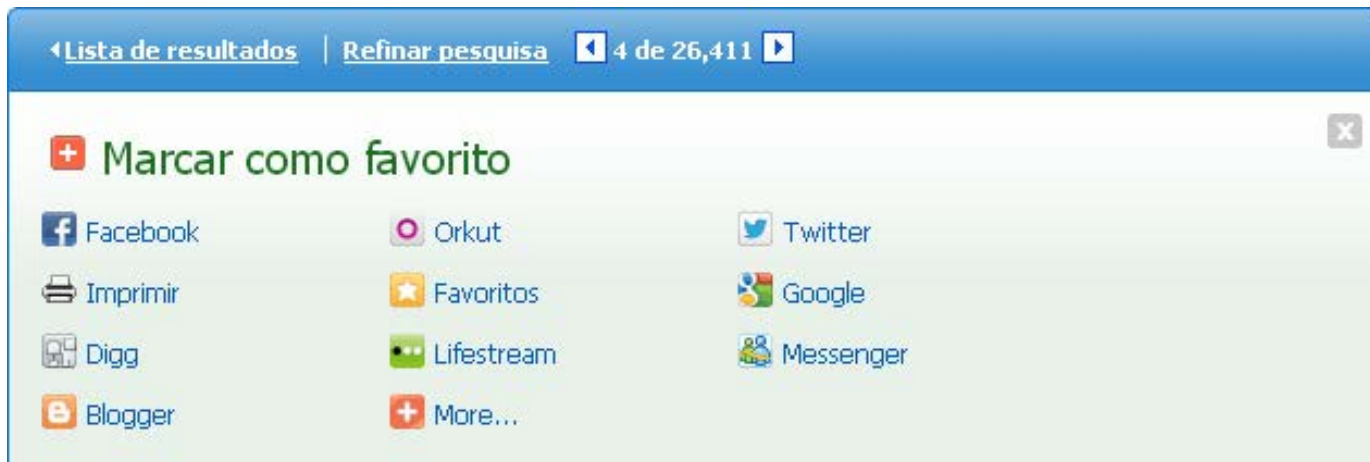 Lista de resultados | Refinar pesquisa 4 de 26,411
Marcar como favorito
Facebook Orkut Twitter
Imprimir Favoritos Google
Digg Lifestream Messenger
Blogger More...